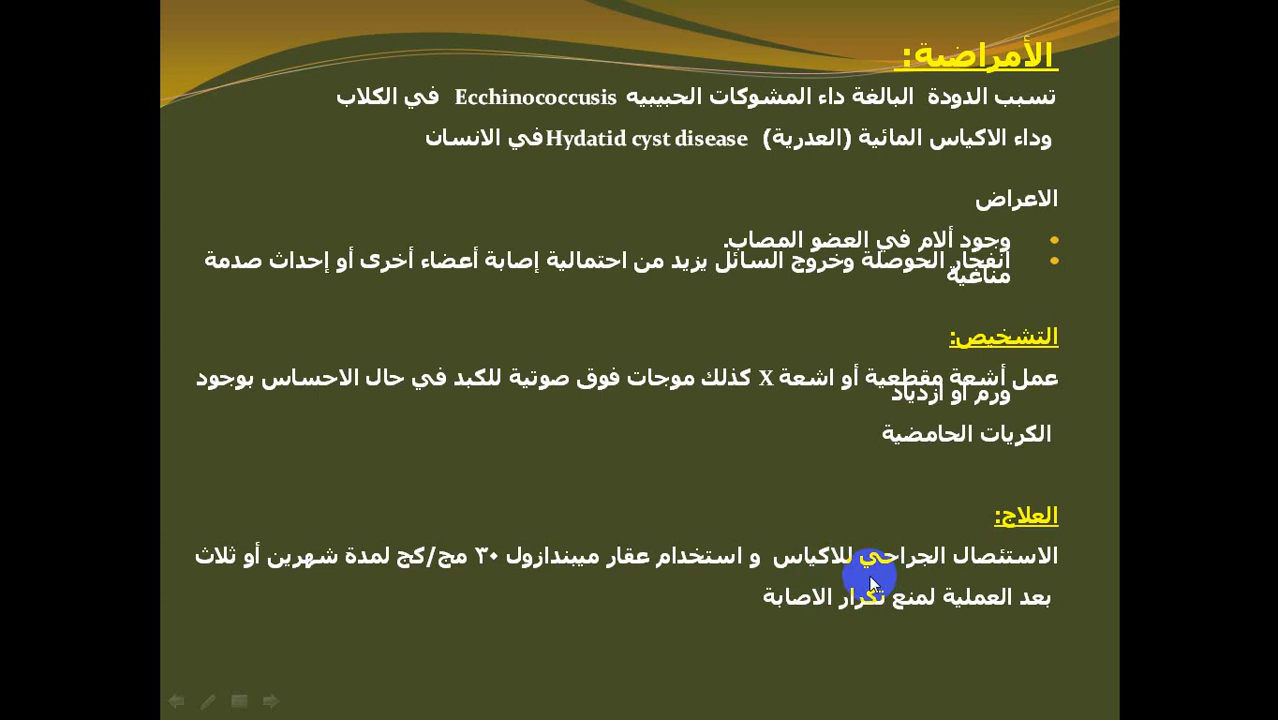 الأمراضية:
تسبب الدودة البالغة داء المشوكات الحبيبيه Ecchinococcusis في الكلاب
وداء الاكياس المائية (العدرية) Hydatid cyst disease في الانسان
الاعراض
• وجود ألام في العضو المصاب.
• انفجار الحوصلة وخروج السائل يزيد من احتمالية إصابة أعضاء أخرى أو إحداث صدمة
مناعية
التشخيص:
عمل أشعة مقطعية أو اشعة X كذلك موجات فوق صوتية للكبد في حال الاحساس بوجود
ورم أو ازدياد
الكريات الحامضية
العلاج:
الاستئصال الجراحي للاكياس و استخدام عقار ميبندازول ٣٠ مج/كج لمدة شهرين أو ثلاث
بعد العملية لمنع تكرار الاصابة